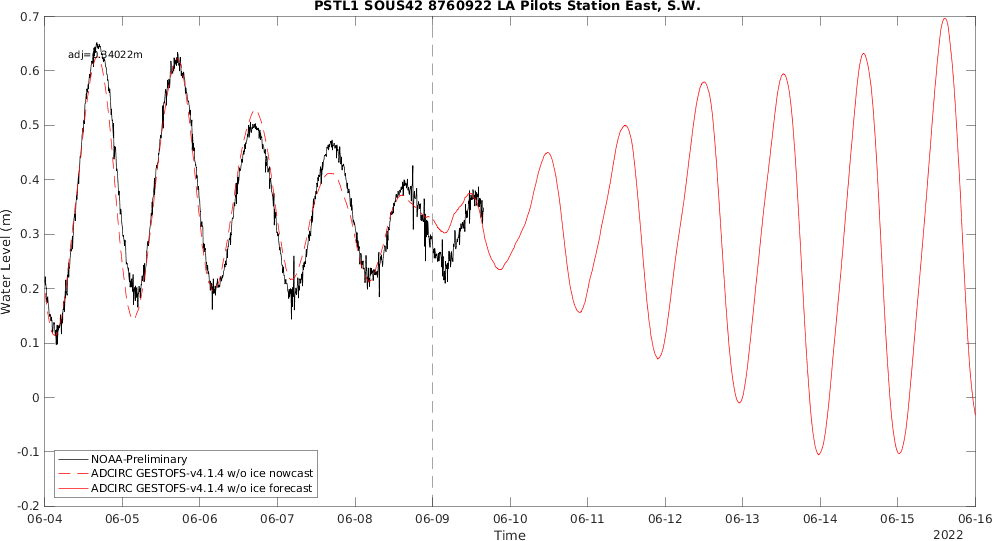 PSTL1 SOUS42 8760922 LA Pilots Station East, S.W.
adj=0.34022m
0.7
0.6
0.5
0.4
0.3
0.2
0.1
0
-0.1
-0.2
Water Level (m)
NOAA-Preliminary
ADCIRC GESTOFS-v4.1.4 w/o ice nowcast
ADCIRC GESTOFS-v4.1.4 w/o ice forecast
06-04 06-05 06-06 06-07 06-08 06-09 06-10 06-11 06-12 06-13 06-14 06-15 06-16
Time
2022